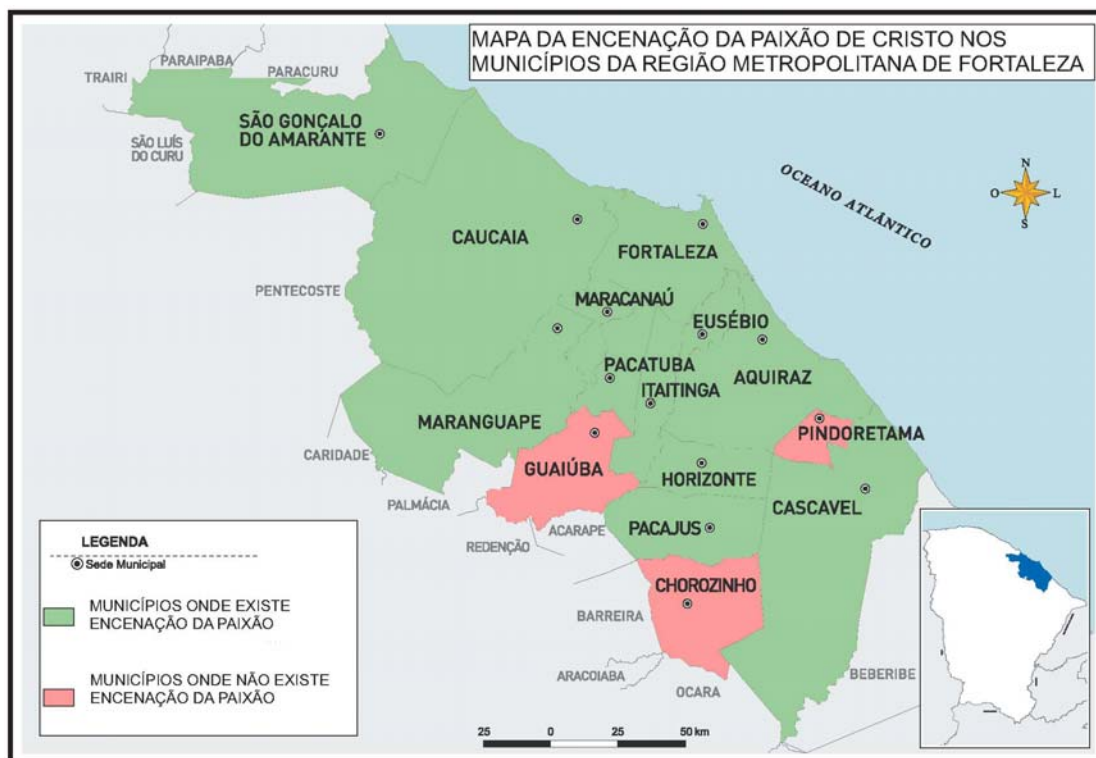 MAPA DA ENCENAÇÃO DA PAIXÃO DE CRISTO NOS
MUNICÍPIOS DA REGIÃO METROPOLITANA DE FORTALEZA
PARAIPABA
TRAIRI
PARACURU
SÃO GONÇALO
DO AMARANTE
SÃO LUÍS
DO CURU
OCEANO ATLÂNTICO
N
O
L
S
CAUCAIA
FORTALEZA
PENTECOSTE
MARACANAÚ
EUSÉBIO
PACATUBA
ITAITINGA
AQUIRAZ
MARANGUAPE
PINDORETAMA
CARIDADE
GUAIÚBA
HORIZONTE
PALMÁCIA
CASCAVEL
ACARAPE
PACAJUS
REDENÇÃO
CHOROZINHO
BARREIRA
ARACOIABA
OCARA
BEBERIBE
LEGENDA
Sede Municipal
MUNICÍPIOS ONDE EXISTE
ENCENAÇÃO DA PAIXÃO
MUNICÍPIOS ONDE NÃO EXISTE
ENCENAÇÃO DA PAIXÃO
25 0 25 50 km